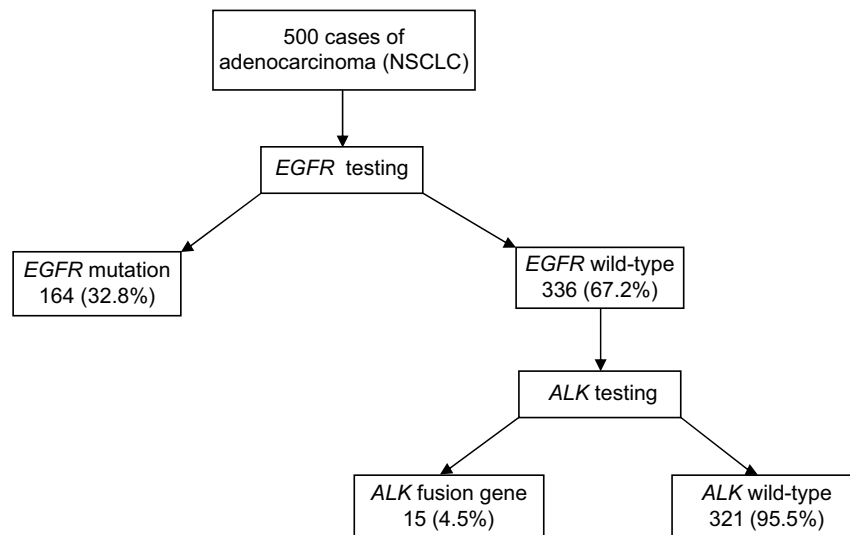 500 cases of
adenocarcinoma (NSCLC)
EGFR testing
EGFR mutation
164 (32.8%)
EGFR wild-type
336 (67.2%)
ALK testing
ALK fusion gene
15 (4.5%)
ALK wild-type
321 (95.5%)